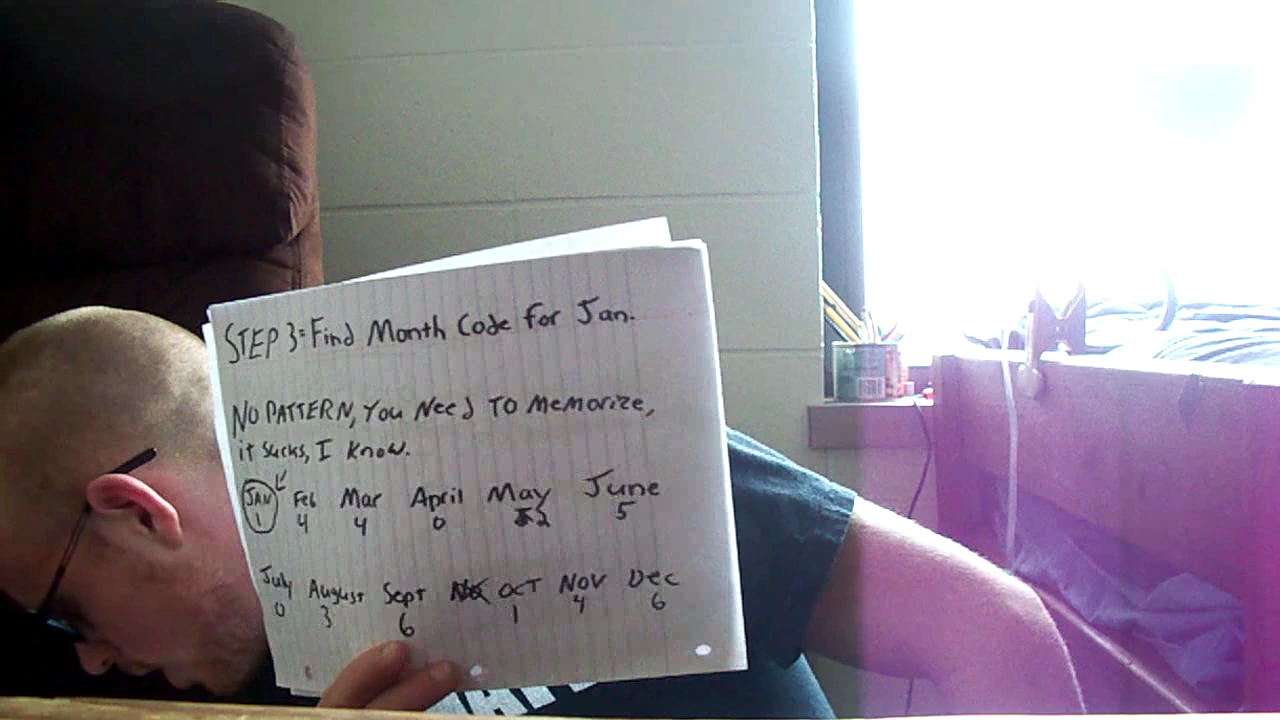 STEP 3: Find Month Code for Jan.
NO PATTERN, You Need To Memorize,
it sucks, I know.
JAN Feb Mar April May June
1 4 4 0 2 5
July August Sept OCT NOV Dec
0 3 6 1 4 6